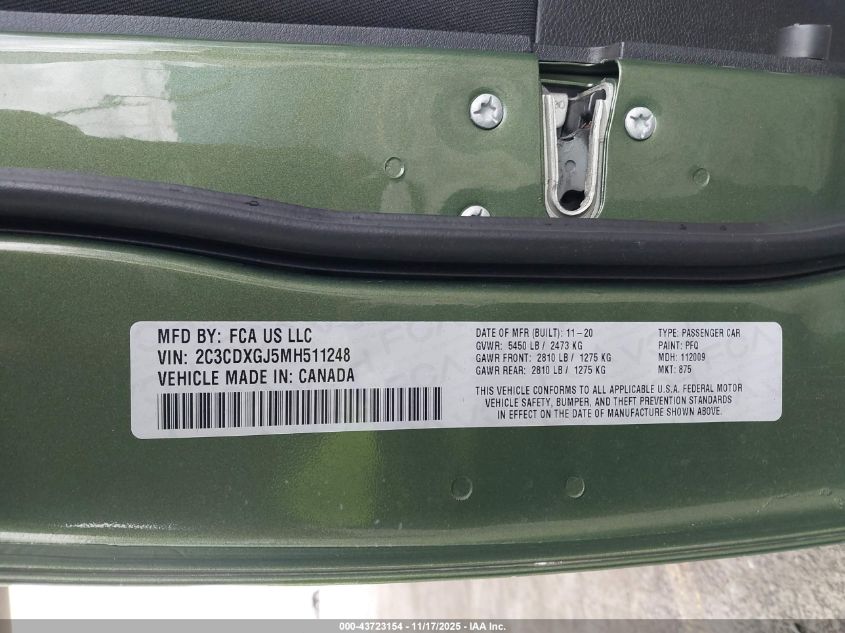 MFD BY: FCA US LLC
VIN: 2C3CDXGJ5MH511248
VEHICLE MADE IN: CANADA
DATE OF MFR (BUILT): 11-20
GVWR: 5450 LB / 2473 KG
GAWR FRONT: 2810 LB / 1275 KG
GAWR REAR: 2810 LB / 1275 KG
TYPE: PASSENGER CAR
PAINT: PFQ
MDH: 112009
MKT: 875
THIS VEHICLE CONFORMS TO ALL APPLICABLE U.S.A. FEDERAL MOTOR
VEHICLE SAFETY, BUMPER, AND THEFT PREVENTION STANDARDS
IN EFFECT ON THE DATE OF MANUFACTURE SHOWN ABOVE.
000-43723154 - 11/17/2025 - IAA Inc.